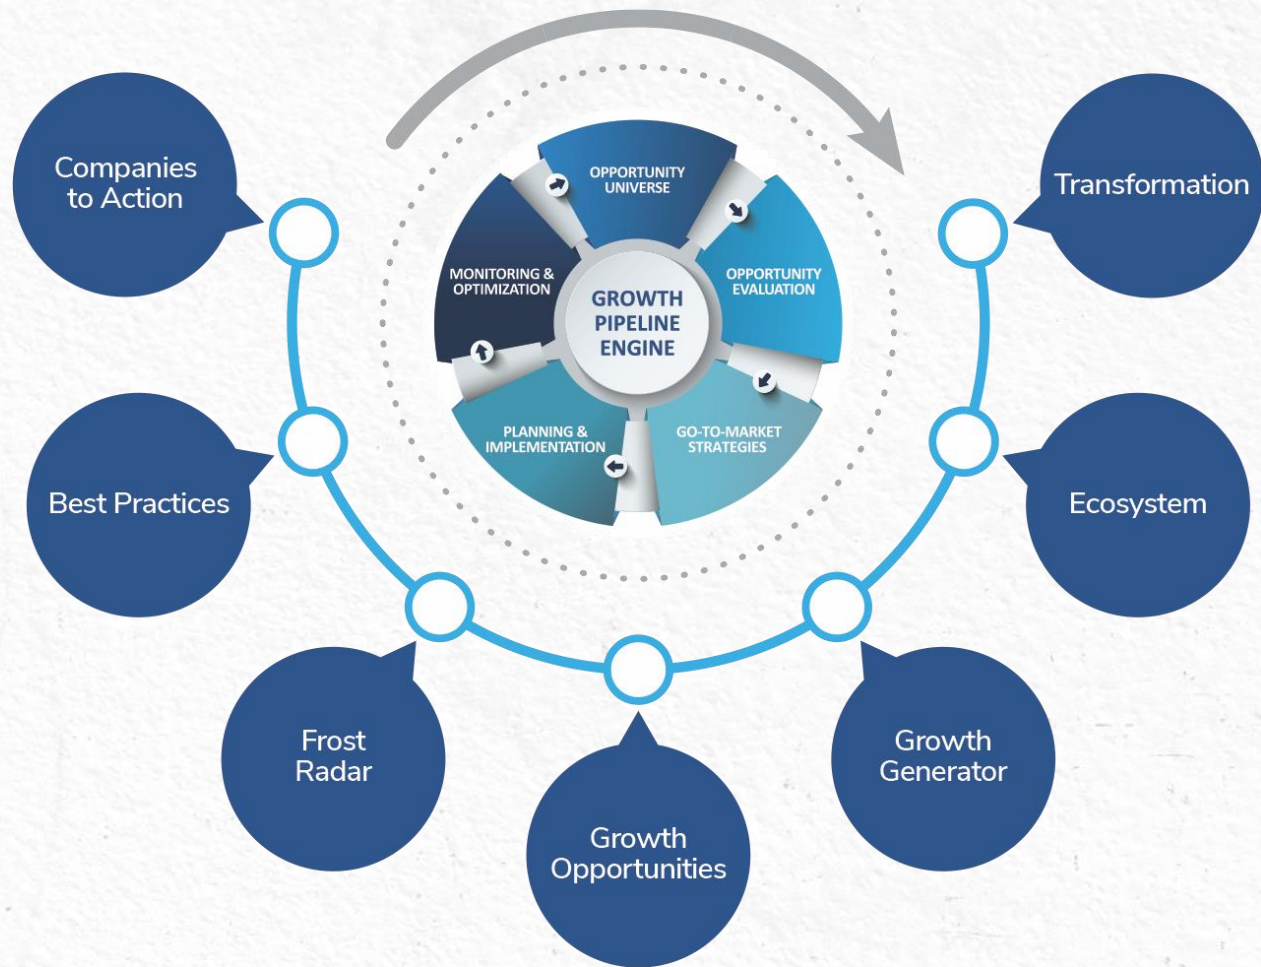 Companies
to Action
Transformation
OPPORTUNITY
UNIVERSE
MONITORING &
OPTIMIZATION
OPPORTUNITY
EVALUATION
GROWTH
PIPELINE
ENGINE
PLANNING &
IMPLEMENTATION
GO-TO-MARKET
STRATEGIES
Best Practices
Ecosystem
Frost
Radar
Growth
Generator
Growth
Opportunities